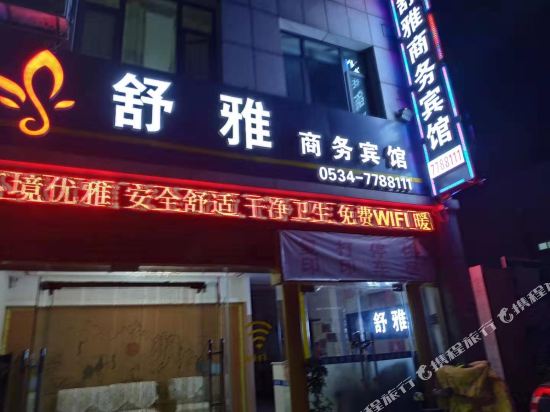 舒雅
商务宾馆
0534-7788111
舒雅商务宾馆
7788111
环境优雅 安全舒适 干净卫生 免费WIFI 暖
舒雅
@携程旅行
@携程旅行